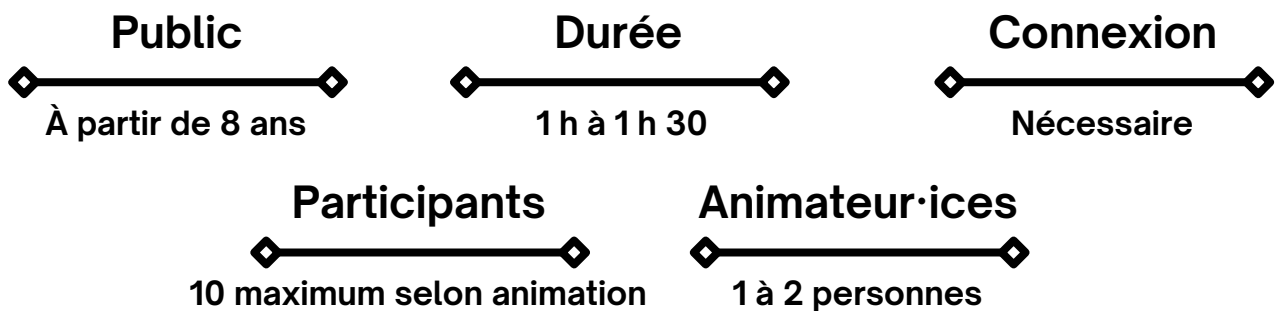 Public
Durée
Connexion
À partir de 8 ans
1 h à 1 h 30
Nécessaire
Participants
Animateur·ices
10 maximum selon animation
1 à 2 personnes